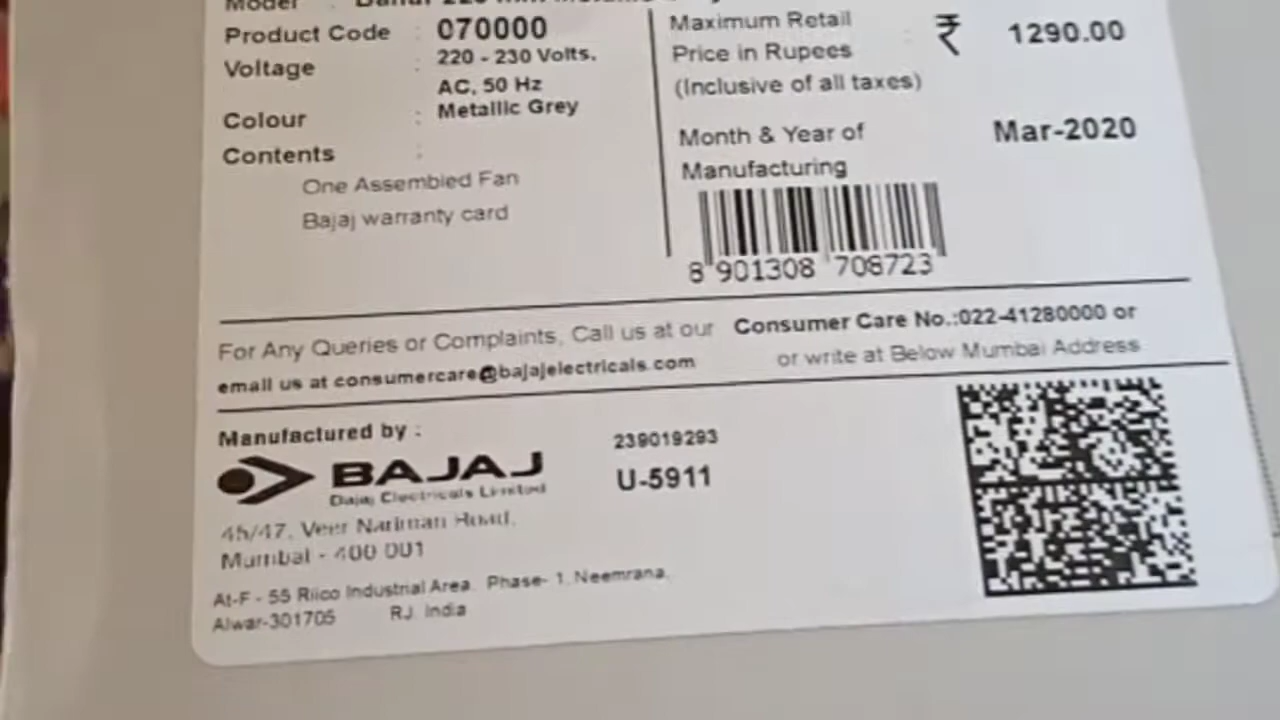 Model :
Product Code : 070000
Voltage : 220 - 230 Volts.
AC, 50 Hz
Colour : Metallic Grey
Contents :
One Assembled Fan
Bajaj warranty card
Maximum Retail
Price in Rupees : ₹ 1290.00
(Inclusive of all taxes)
Month & Year of
Manufacturing Mar-2020
8 901308 708723
For Any Queries or Complaints, Call us at our Consumer Care No.:022-41280000 or
email us at consumercare@bajajelectricals.com or write at Below Mumbai Address
Manufactured by :
BAJAJ
Bajaj Electricals Limited
45/47, Veer Nariman Road,
Mumbai - 400 001
239019293
U-5911
At-F - 55 Riico Industrial Area. Phase- 1, Neemrana,
Alwar-301705 RJ. India